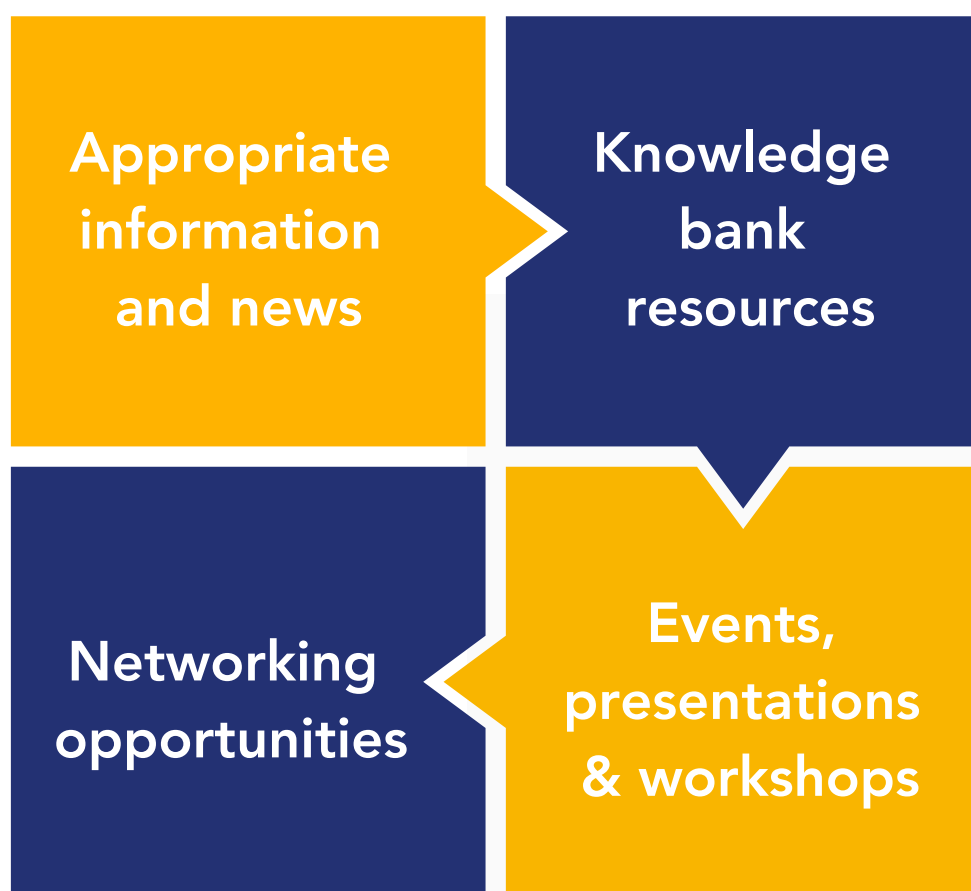 Appropriate
information
and news
Knowledge
bank
resources
Events,
presentations
& workshops
Networking
opportunities